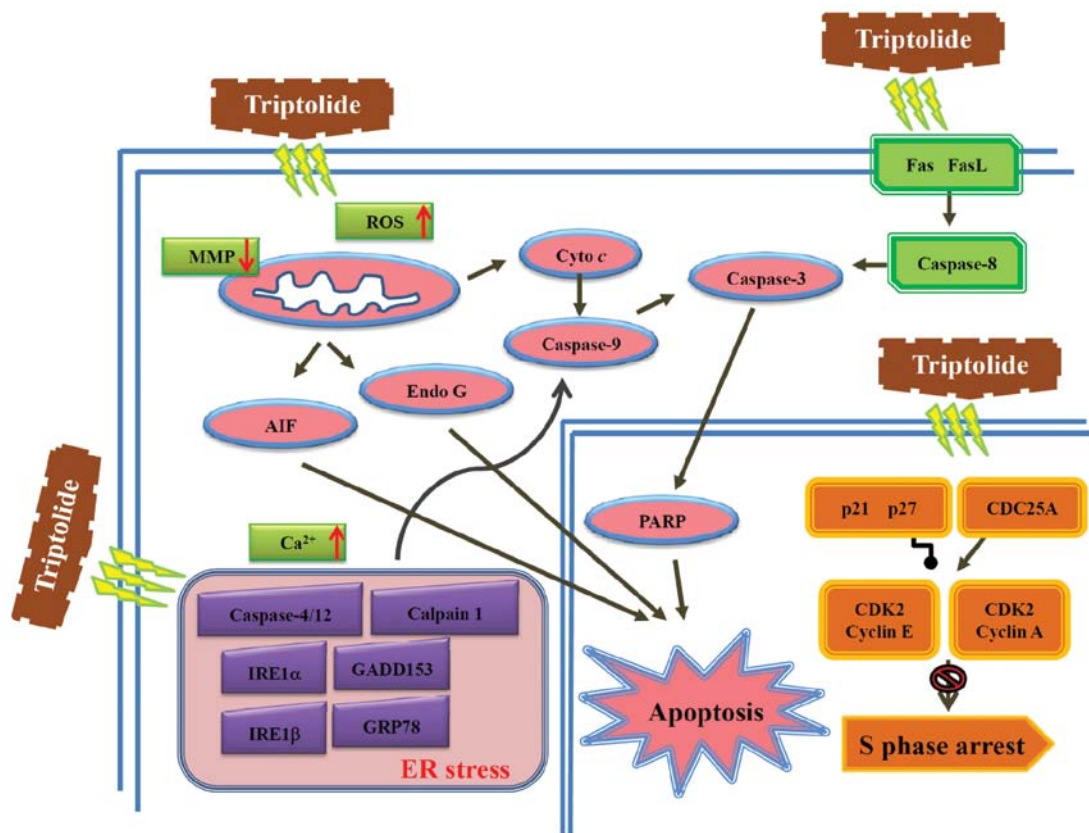 Triptolide
Triptolide
Fas FasL
ROS
MMP
Cyto c
Caspase-3
Caspase-8
Caspase-9
Triptolide
Endo G
AIF
Triptolide
PARP
p21 p27
CDC25A
Ca²⁺
Caspase-4/12
Calpain 1
CDK2
Cyclin E
CDK2
Cyclin A
IRE1α
GADD153
IRE1β
GRP78
Apoptosis
S phase arrest
ER stress